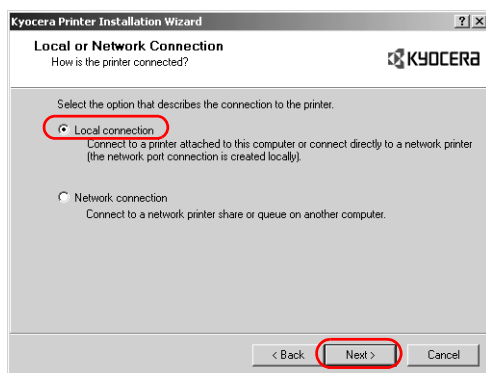 Kyocera Printer Installation Wizard
? X
Local or Network Connection
How is the printer connected?
KYOCERA
Select the option that describes the connection to the printer.
Local connection
Connect to a printer attached to this computer or connect directly to a network printer
(the network port connection is created locally).
Network connection
Connect to a network printer share or queue on another computer.
< Back Next > Cancel